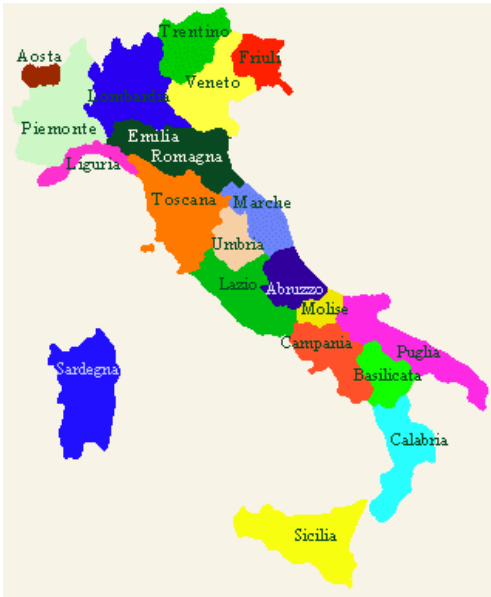 Trentino
Aosta
Friuli
Veneto
Lombardia
Piemonte
Emilia
Romagna
Liguria
Toscana
Marche
Umbria
Lazio
Abruzzo
Molise
Campania
Puglia
Sardegna
Basilicata
Calabria
Sicilia